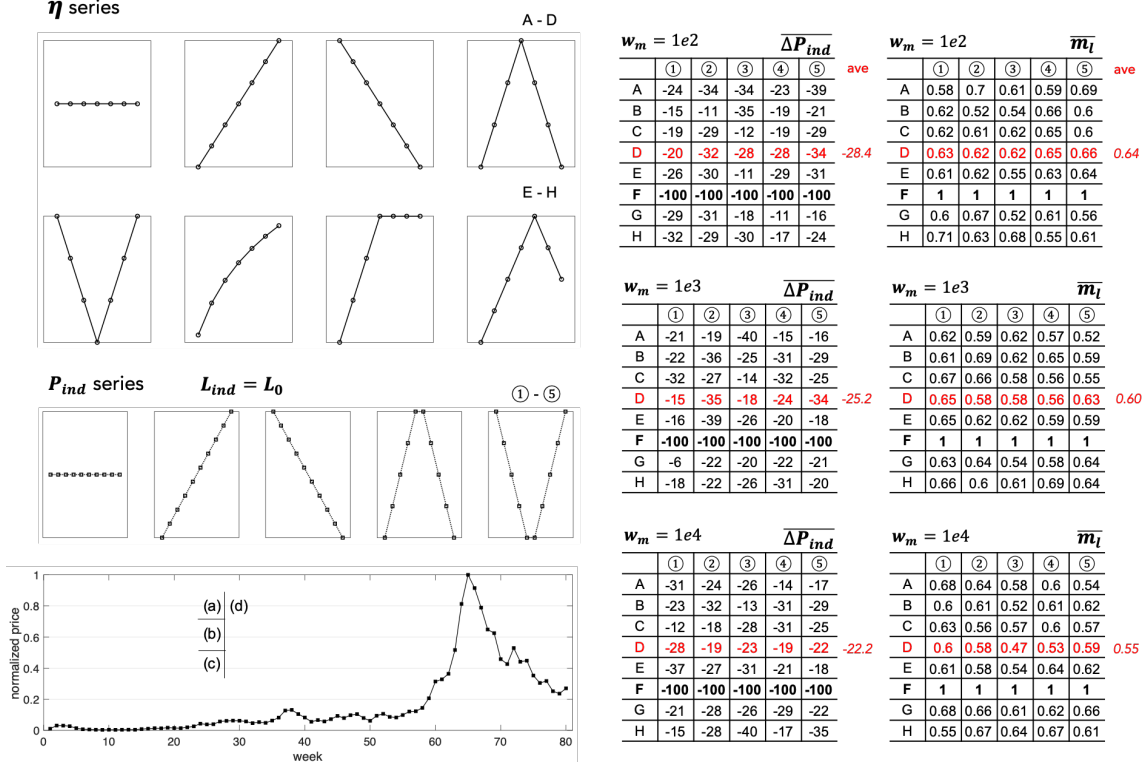 η series
A - D
E - H
P_ind series L_ind = L_0
① - ⑤
normalized price
1
0.8
0.6
0.4
0.2
0
(a) (d)
(b)
(c)
0 10 20 30 40 50 60 70 80
week
w_m = 1e2 ΔP_ind
① ② ③ ④ ⑤ ave
A -24 -34 -34 -23 -39
B -15 -11 -35 -19 -21
C -19 -29 -12 -19 -29
D -20 -32 -28 -28 -34 -28.4
E -26 -30 -11 -29 -31
F -100 -100 -100 -100 -100
G -29 -31 -18 -11 -16
H -32 -29 -30 -17 -24
w_m = 1e2 m_l
① ② ③ ④ ⑤ ave
A 0.58 0.7 0.61 0.59 0.69
B 0.62 0.52 0.54 0.66 0.6
C 0.62 0.61 0.62 0.65 0.6
D 0.63 0.62 0.62 0.65 0.66 0.64
E 0.61 0.62 0.55 0.63 0.64
F 1 1 1 1 1
G 0.6 0.67 0.52 0.61 0.56
H 0.71 0.63 0.68 0.55 0.61
w_m = 1e3 ΔP_ind
① ② ③ ④ ⑤
A -21 -19 -40 -15 -16
B -22 -36 -25 -31 -29
C -32 -27 -14 -32 -25
D -15 -35 -18 -24 -34 -25.2
E -16 -39 -26 -20 -18
F -100 -100 -100 -100 -100
G -6 -22 -20 -22 -21
H -18 -22 -26 -31 -20
w_m = 1e3 m_l
① ② ③ ④ ⑤
A 0.62 0.59 0.62 0.57 0.52
B 0.61 0.69 0.62 0.65 0.59
C 0.67 0.66 0.58 0.56 0.55
D 0.65 0.58 0.58 0.56 0.63 0.60
E 0.65 0.62 0.62 0.59 0.59
F 1 1 1 1 1
G 0.63 0.64 0.54 0.58 0.64
H 0.66 0.6 0.61 0.69 0.64
w_m = 1e4 ΔP_ind
① ② ③ ④ ⑤
A -31 -24 -26 -14 -17
B -23 -32 -13 -31 -29
C -12 -18 -28 -31 -25
D -28 -19 -23 -19 -22 -22.2
E -37 -27 -31 -21 -18
F -100 -100 -100 -100 -100
G -21 -28 -26 -29 -22
H -15 -28 -40 -17 -35
w_m = 1e4 m_l
① ② ③ ④ ⑤
A 0.68 0.64 0.58 0.6 0.54
B 0.6 0.61 0.52 0.61 0.62
C 0.63 0.56 0.57 0.6 0.57
D 0.6 0.58 0.47 0.53 0.59 0.55
E 0.61 0.58 0.54 0.64 0.62
F 1 1 1 1 1
G 0.68 0.66 0.61 0.62 0.66
H 0.55 0.67 0.64 0.67 0.61